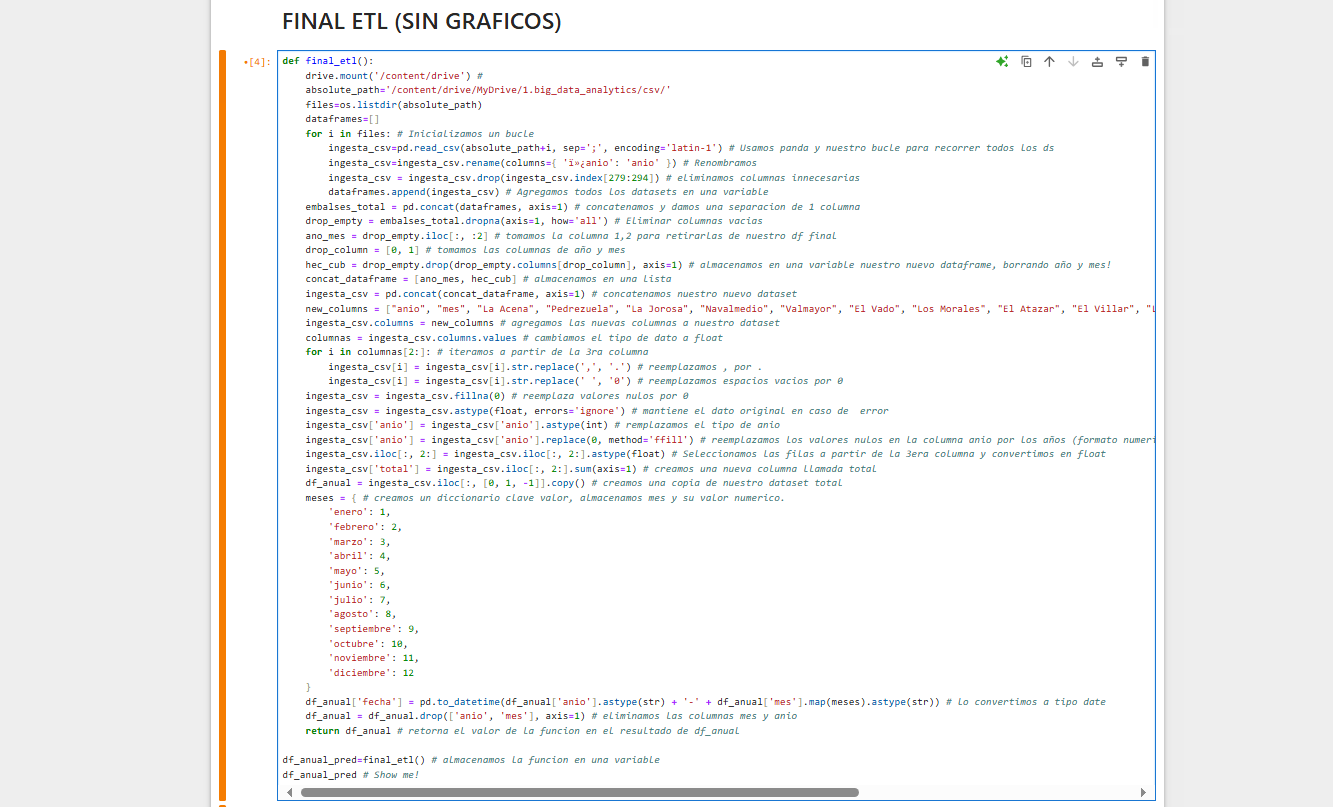 FINAL ETL (SIN GRAFICOS)
•[4]:
def final_etl():
    drive.mount('/content/drive') #
    absolute_path='/content/drive/MyDrive/1.big_data_analytics/csv/'
    files=os.listdir(absolute_path)
    dataframes=[]
    for i in files: # Inicializamos un bucle
        ingesta_csv=pd.read_csv(absolute_path+i, sep=';', encoding='latin-1') # Usamos panda y nuestro bucle para recorrer todos los ds
        ingesta_csv=ingesta_csv.rename(columns={ 'ï»¿anio': 'anio' }) # Renombramos
        ingesta_csv = ingesta_csv.drop(ingesta_csv.index[279:294]) # eliminamos columnas innecesarias
        dataframes.append(ingesta_csv) # Agregamos todos los datasets en una variable
    embalses_total = pd.concat(dataframes, axis=1) # concatenamos y damos una separacion de 1 columna
    drop_empty = embalses_total.dropna(axis=1, how='all') # Eliminar columnas vacias
    ano_mes = drop_empty.iloc[:, :2] # tomamos la columna 1,2 para retirarlas de nuestro df final
    drop_column = [0, 1] # tomamos las columnas de año y mes
    hec_cub = drop_empty.drop(drop_empty.columns[drop_column], axis=1) # almacenamos en una variable nuestro nuevo dataframe, borrando año y mes!
    concat_dataframe = [ano_mes, hec_cub] # almacenamos en una lista
    ingesta_csv = pd.concat(concat_dataframe, axis=1) # concatenamos nuestro nuevo dataset
    new_columns = ["anio", "mes", "La Acena", "Pedrezuela", "La Jorosa", "Navalmedio", "Valmayor", "El Vado", "Los Morales", "El Atazar", "El Villar", "L
    ingesta_csv.columns = new_columns # agregamos las nuevas columnas a nuestro dataset
    columnas = ingesta_csv.columns.values # cambiamos el tipo de dato a float
    for i in columnas[2:]: # iteramos a partir de la 3ra columna
        ingesta_csv[i] = ingesta_csv[i].str.replace(',', '.') # reemplazamos , por .
        ingesta_csv[i] = ingesta_csv[i].str.replace(' ', '0') # reemplazamos espacios vacios por 0
    ingesta_csv = ingesta_csv.fillna(0) # reemplaza valores nulos por 0
    ingesta_csv = ingesta_csv.astype(float, errors='ignore') # mantiene el dato original en caso de  error
    ingesta_csv['anio'] = ingesta_csv['anio'].astype(int) # remplazamos el tipo de anio
    ingesta_csv['anio'] = ingesta_csv['anio'].replace(0, method='ffill') # reemplazamos los valores nulos en la columna anio por los años (formato numeri
    ingesta_csv.iloc[:, 2:] = ingesta_csv.iloc[:, 2:].astype(float) # Seleccionamos las filas a partir de la 3era columna y convertimos en float
    ingesta_csv['total'] = ingesta_csv.iloc[:, 2:].sum(axis=1) # creamos una nueva columna llamada total
    df_anual = ingesta_csv.iloc[:, [0, 1, -1]].copy() # creamos una copia de nuestro dataset total
    meses = { # creamos un diccionario clave valor, almacenamos mes y su valor numerico.
        'enero': 1,
        'febrero': 2,
        'marzo': 3,
        'abril': 4,
        'mayo': 5,
        'junio': 6,
        'julio': 7,
        'agosto': 8,
        'septiembre': 9,
        'octubre': 10,
        'noviembre': 11,
        'diciembre': 12
    }
    df_anual['fecha'] = pd.to_datetime(df_anual['anio'].astype(str) + '-' + df_anual['mes'].map(meses).astype(str)) # lo convertimos a tipo date
    df_anual = df_anual.drop(['anio', 'mes'], axis=1) # eliminamos las columnas mes y anio
    return df_anual # retorna el valor de la funcion en el resultado de df_anual
df_anual_pred=final_etl() # almacenamos la funcion en una variable
df_anual_pred # Show me!